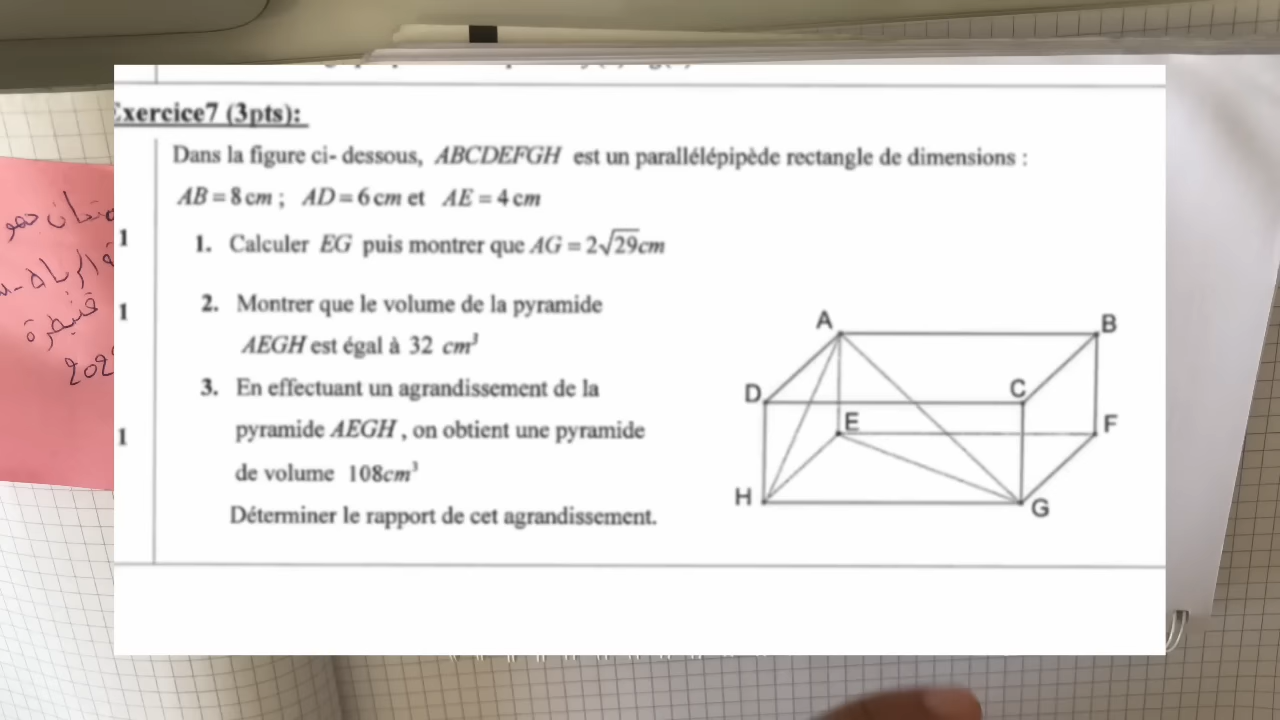 Exercice7 (3pts):
Dans la figure ci- dessous, ABCDEFGH est un parallélépipède rectangle de dimensions :
AB = 8 cm ; AD = 6 cm et AE = 4 cm
1
1. Calculer EG puis montrer que AG = 2√29cm
1
2. Montrer que le volume de la pyramide
AEGH est égal à 32 cm³
3. En effectuant un agrandissement de la
1
pyramide AEGH , on obtient une pyramide
de volume 108cm³
Déterminer le rapport de cet agrandissement.
A
B
D
C
E
F
H
G
قنيطرة